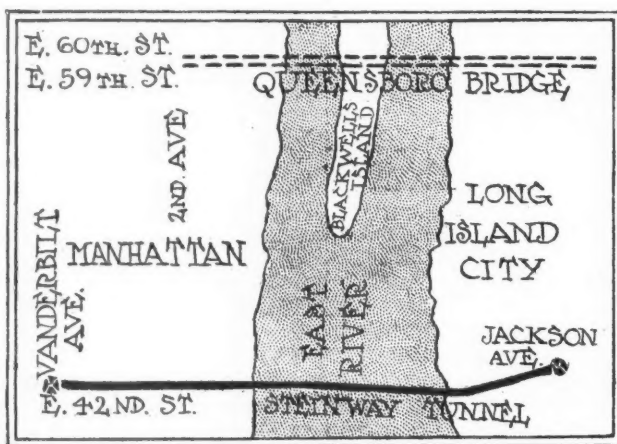 E. 60TH. ST.
E. 59TH. ST.
QUEENSBORO BRIDGE
2ND. AVE
BLACKWELLS
ISLAND
VANDERBILT
AVE.
MANHATTAN
LONG
ISLAND
CITY
EAST
RIVER
JACKSON
AVE.
E. 42ND. ST.
STEINWAY TUNNEL